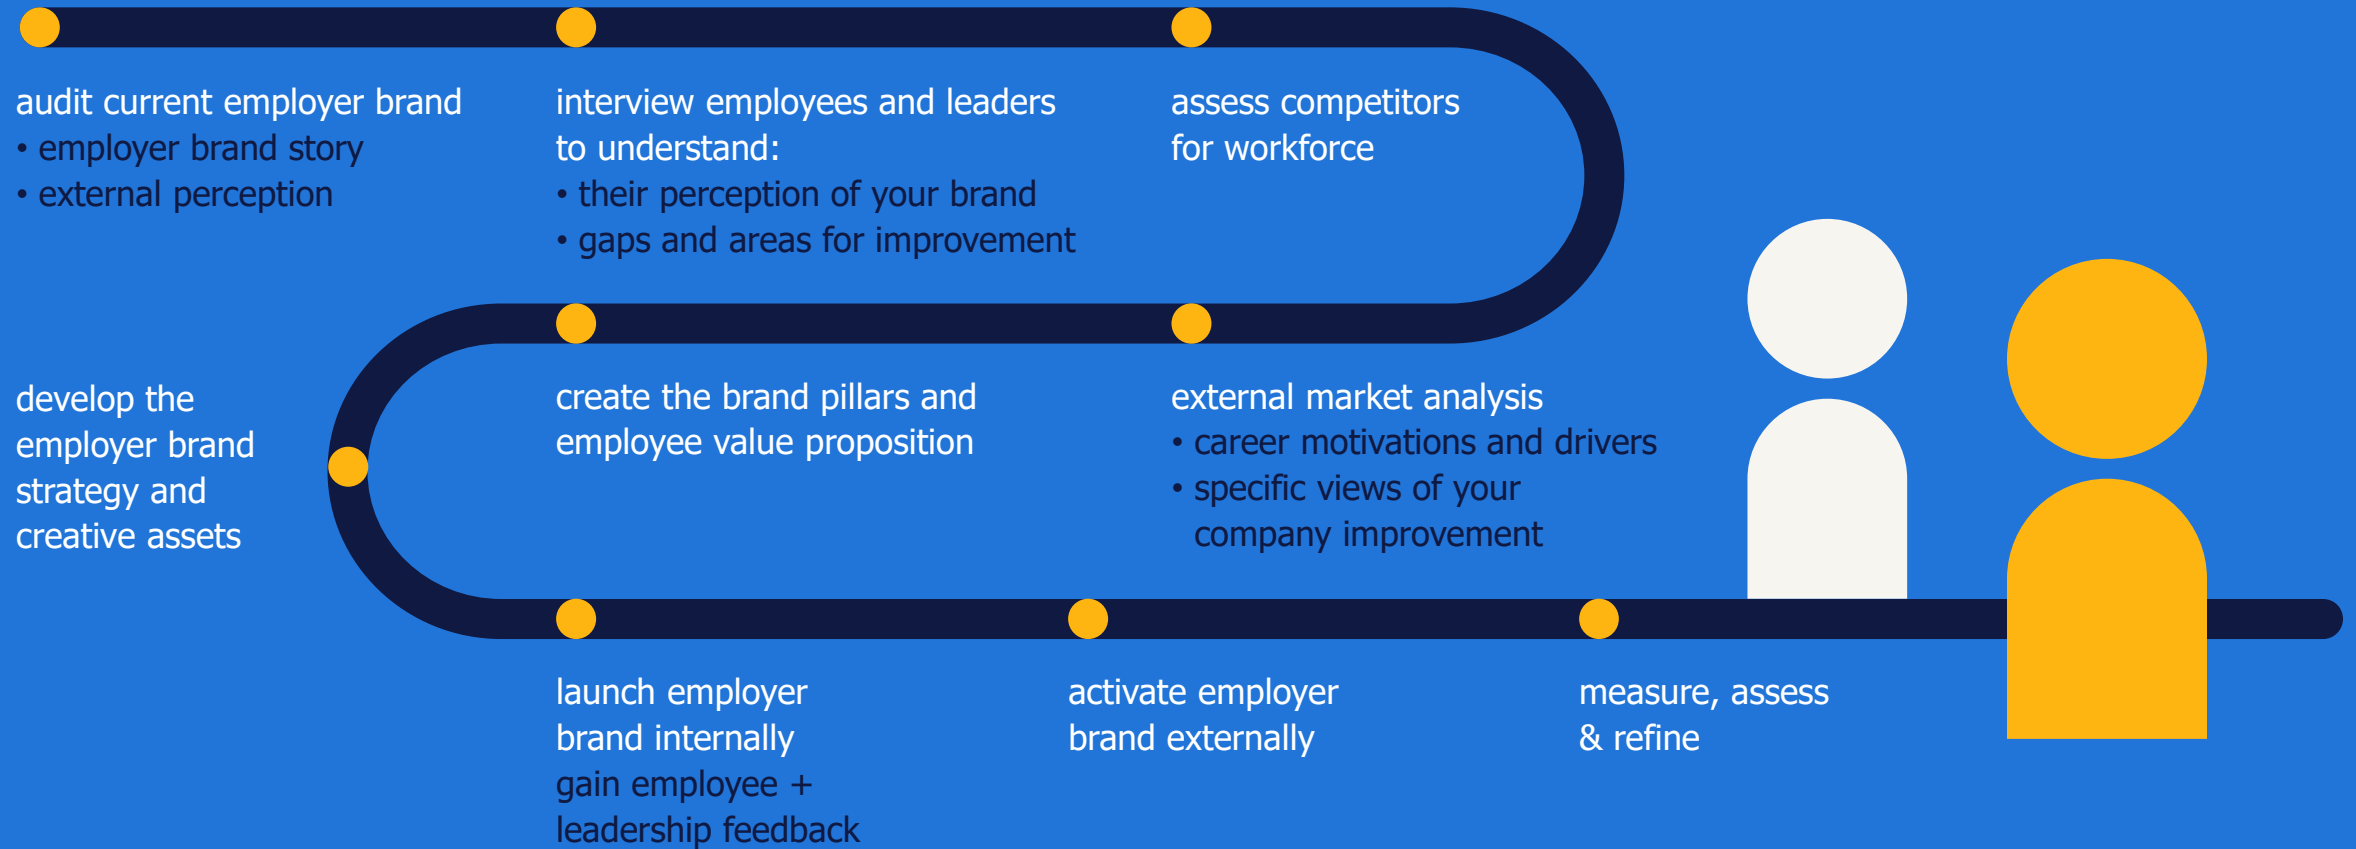 audit current employer brand
• employer brand story
• external perception
interview employees and leaders
to understand:
• their perception of your brand
• gaps and areas for improvement
assess competitors
for workforce
external market analysis
• career motivations and drivers
• specific views of your
company improvement
create the brand pillars and
employee value proposition
develop the
employer brand
strategy and
creative assets
launch employer
brand internally
gain employee +
leadership feedback
activate employer
brand externally
measure, assess
& refine